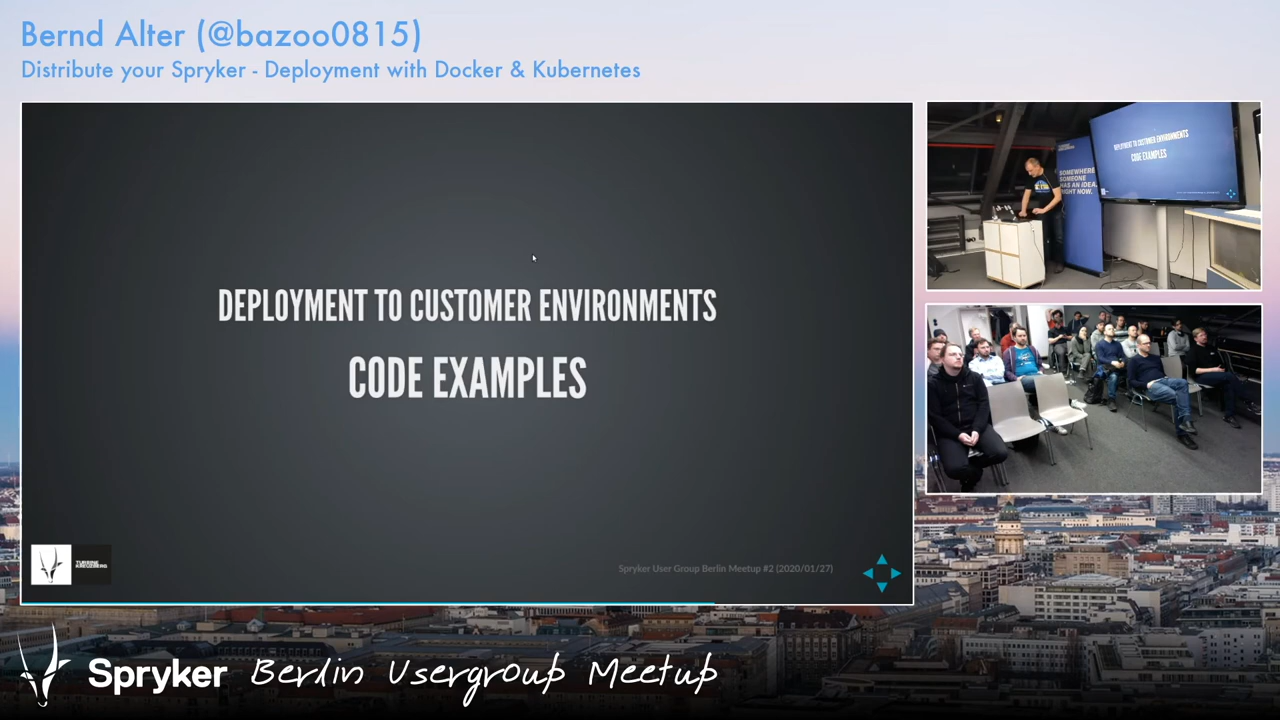 Bernd Alter (@bazoo0815)
Distribute your Spryker - Deployment with Docker & Kubernetes
DEPLOYMENT TO CUSTOMER ENVIRONMENTS
CODE EXAMPLES
TURBINE
KREUZBERG
Spryker User Group Berlin Meetup #2 (2020/01/27)
DEPLOYMENT TO CUSTOMER ENVIRONMENTS
CODE EXAMPLES
SOMEWHERE
SOMEONE
HAS AN IDEA.
RIGHT NOW.
Spryker Berlin Usergroup Meetup